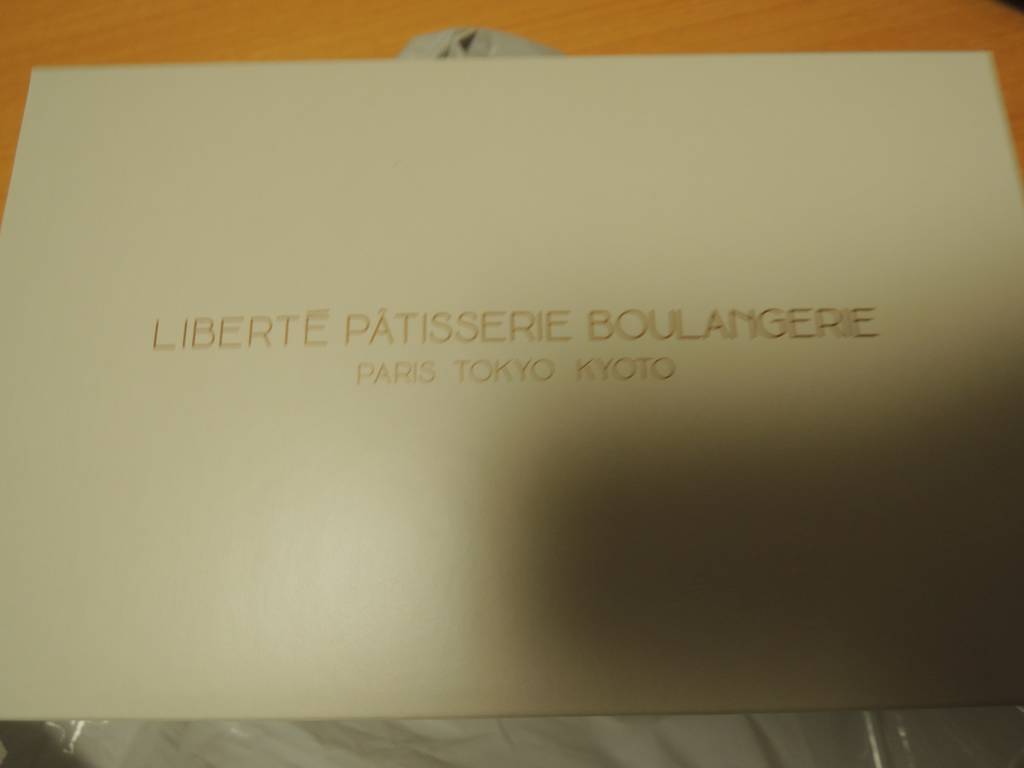 LIBERTÉ PÂTISSERIE BOULANGERIE
PARIS TOKYO KYOTO